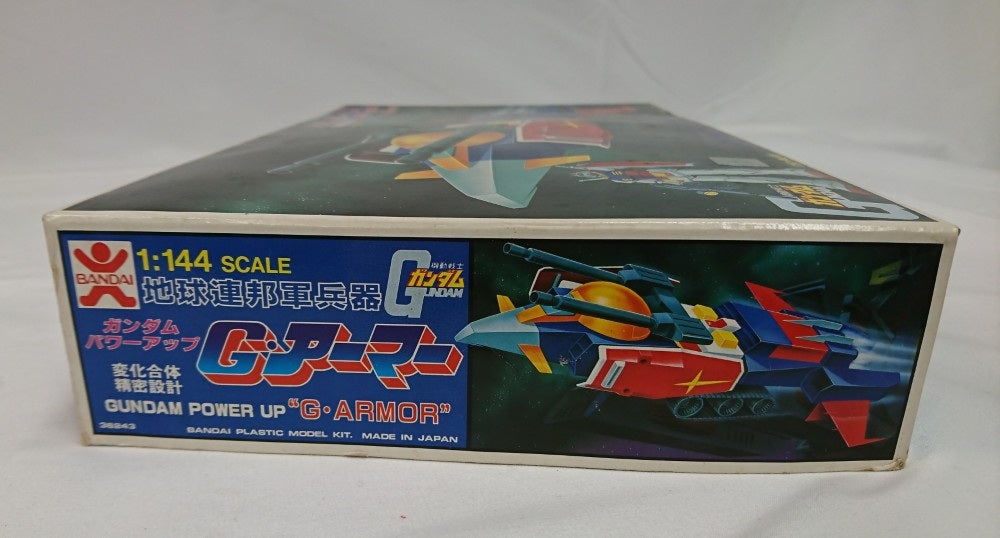 BANDAI
1:144 SCALE
地球連邦軍兵器
機動戦士
ガンダム
GUNDAM
ガンダム
パワーアップ
G・アーマー
変化合体
精密設計
GUNDAM POWER UP "G・ARMOR"
36243
BANDAI PLASTIC MODEL KIT. MADE IN JAPAN